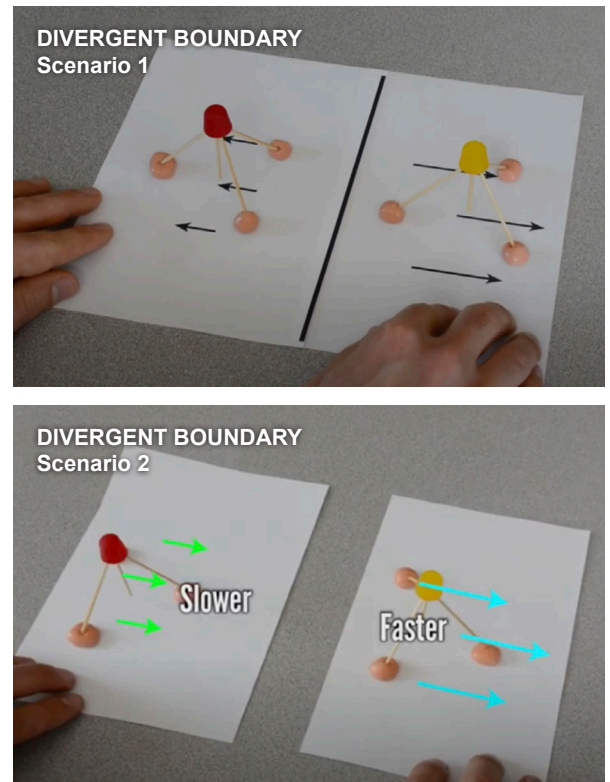 DIVERGENT BOUNDARY
Scenario 1
DIVERGENT BOUNDARY
Scenario 2
Slower
Faster